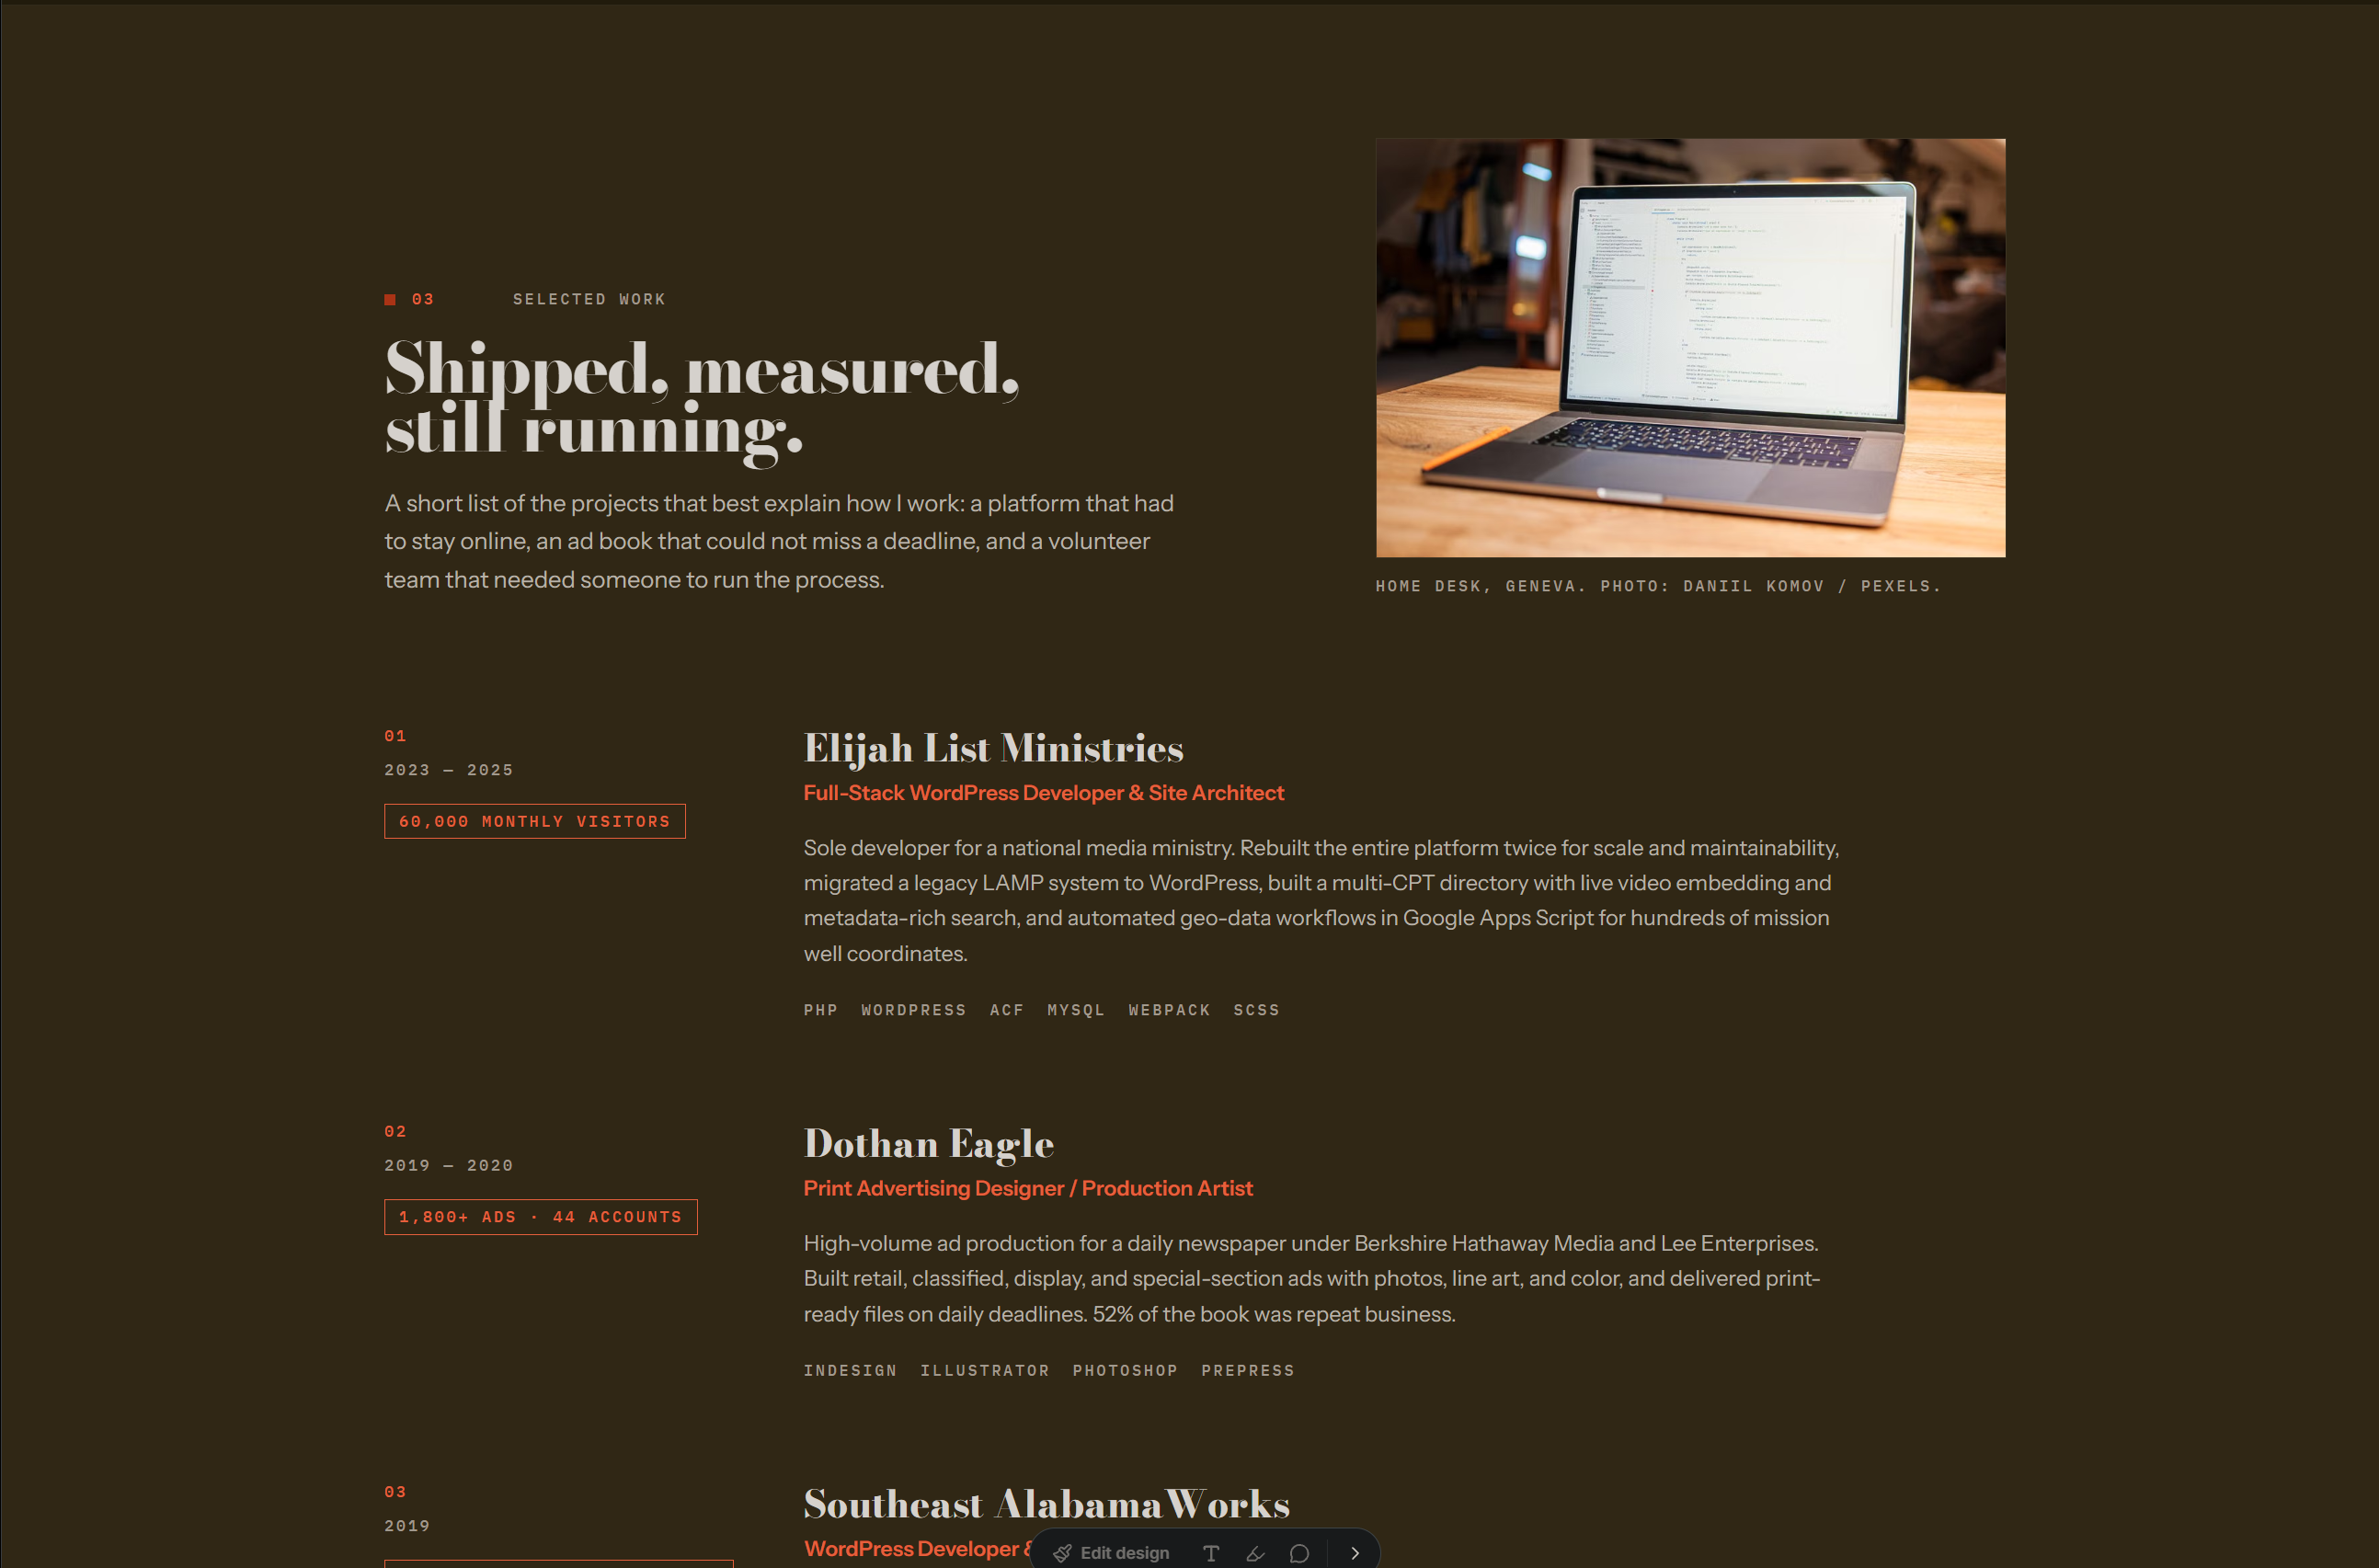 03 SELECTED WORK
Shipped, measured,
still running.
A short list of the projects that best explain how I work: a platform that had
to stay online, an ad book that could not miss a deadline, and a volunteer
team that needed someone to run the process.
HOME DESK, GENEVA. PHOTO: DANIIL KOMOV / PEXELS.
01
2023 — 2025
60,000 MONTHLY VISITORS
Elijah List Ministries
Full-Stack WordPress Developer & Site Architect
Sole developer for a national media ministry. Rebuilt the entire platform twice for scale and maintainability,
migrated a legacy LAMP system to WordPress, built a multi-CPT directory with live video embedding and
metadata-rich search, and automated geo-data workflows in Google Apps Script for hundreds of mission
well coordinates.
PHP WORDPRESS ACF MYSQL WEBPACK SCSS
02
2019 — 2020
1,800+ ADS · 44 ACCOUNTS
Dothan Eagle
Print Advertising Designer / Production Artist
High-volume ad production for a daily newspaper under Berkshire Hathaway Media and Lee Enterprises.
Built retail, classified, display, and special-section ads with photos, line art, and color, and delivered print-
ready files on daily deadlines. 52% of the book was repeat business.
INDESIGN ILLUSTRATOR PHOTOSHOP PREPRESS
03
2019
Southeast AlabamaWorks
WordPress Developer &
Edit design